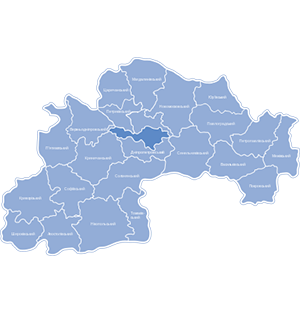 Магдалинівський
Царичанський
Юр'ївський
Новомосковський
Петриківський
Павлоградський
Верхньодніпровський
Петропавлівський
П'ятихатський
Дніпропетровський
Синельниківський
Межівський
Криничанський
Васильківський
Солонянський
Покровський
Софіївський
Криворізький
Нікопольський
Широківський
Апостолівський